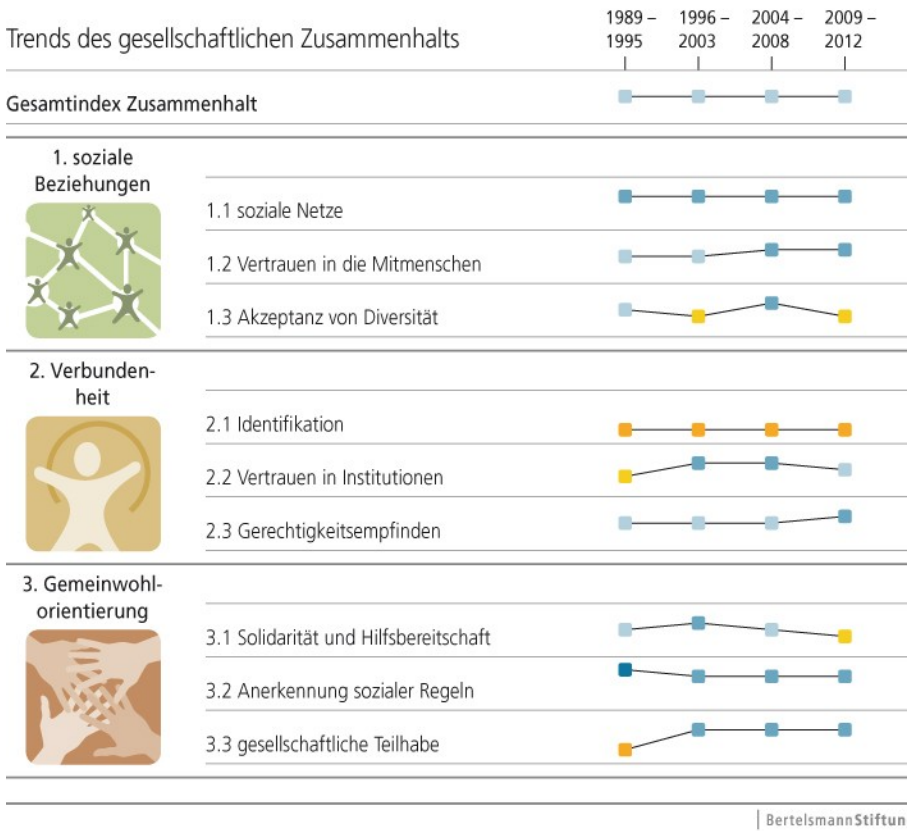 Trends des gesellschaftlichen Zusammenhalts
1989 –
1995
1996 –
2003
2004 –
2008
2009 –
2012
Gesamtindex Zusammenhalt
1. soziale
Beziehungen
1.1 soziale Netze
1.2 Vertrauen in die Mitmenschen
1.3 Akzeptanz von Diversität
2. Verbunden-
heit
2.1 Identifikation
2.2 Vertrauen in Institutionen
2.3 Gerechtigkeitsempfinden
3. Gemeinwohl-
orientierung
3.1 Solidarität und Hilfsbereitschaft
3.2 Anerkennung sozialer Regeln
3.3 gesellschaftliche Teilhabe
BertelsmannStiftun